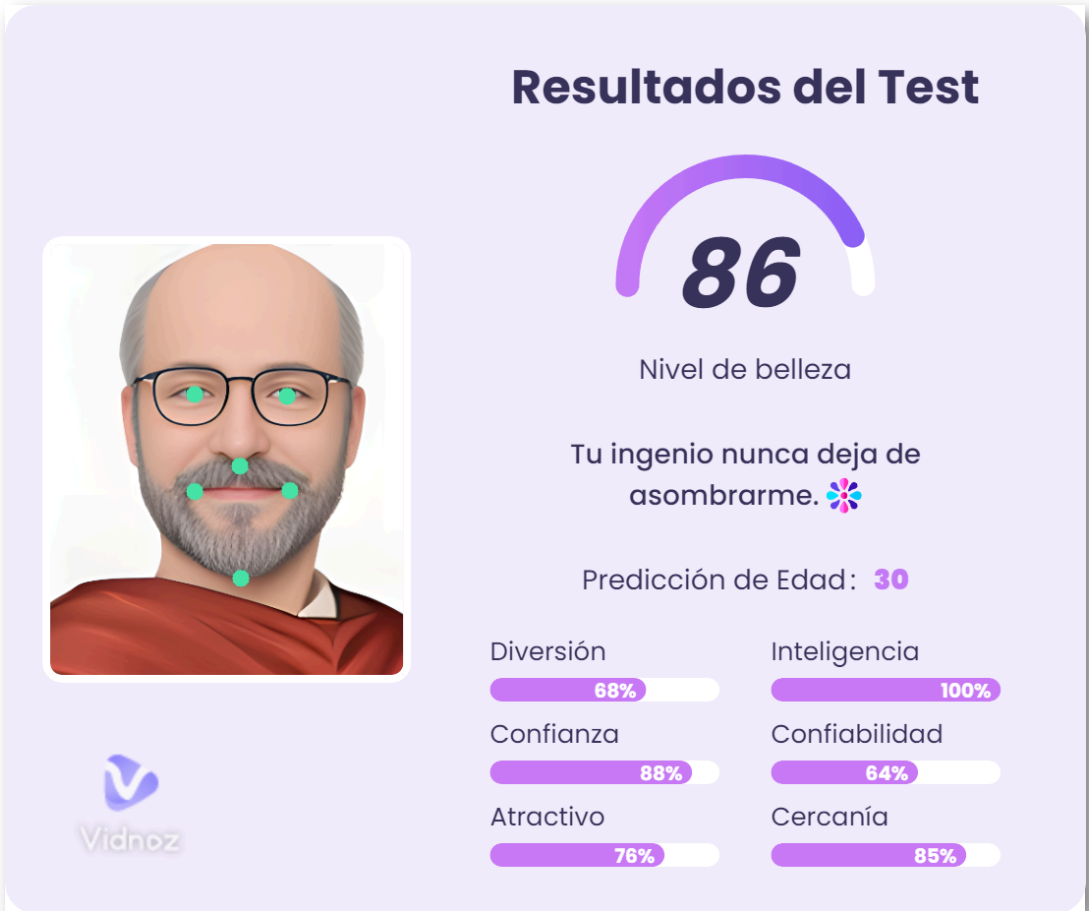 Resultados del Test
86
Nivel de belleza
Tu ingenio nunca deja de
asombrarme.
Predicción de Edad: 30
Diversión
68%
Inteligencia
100%
Confianza
88%
Confiabilidad
64%
Atractivo
76%
Cercanía
85%
Vidnoz